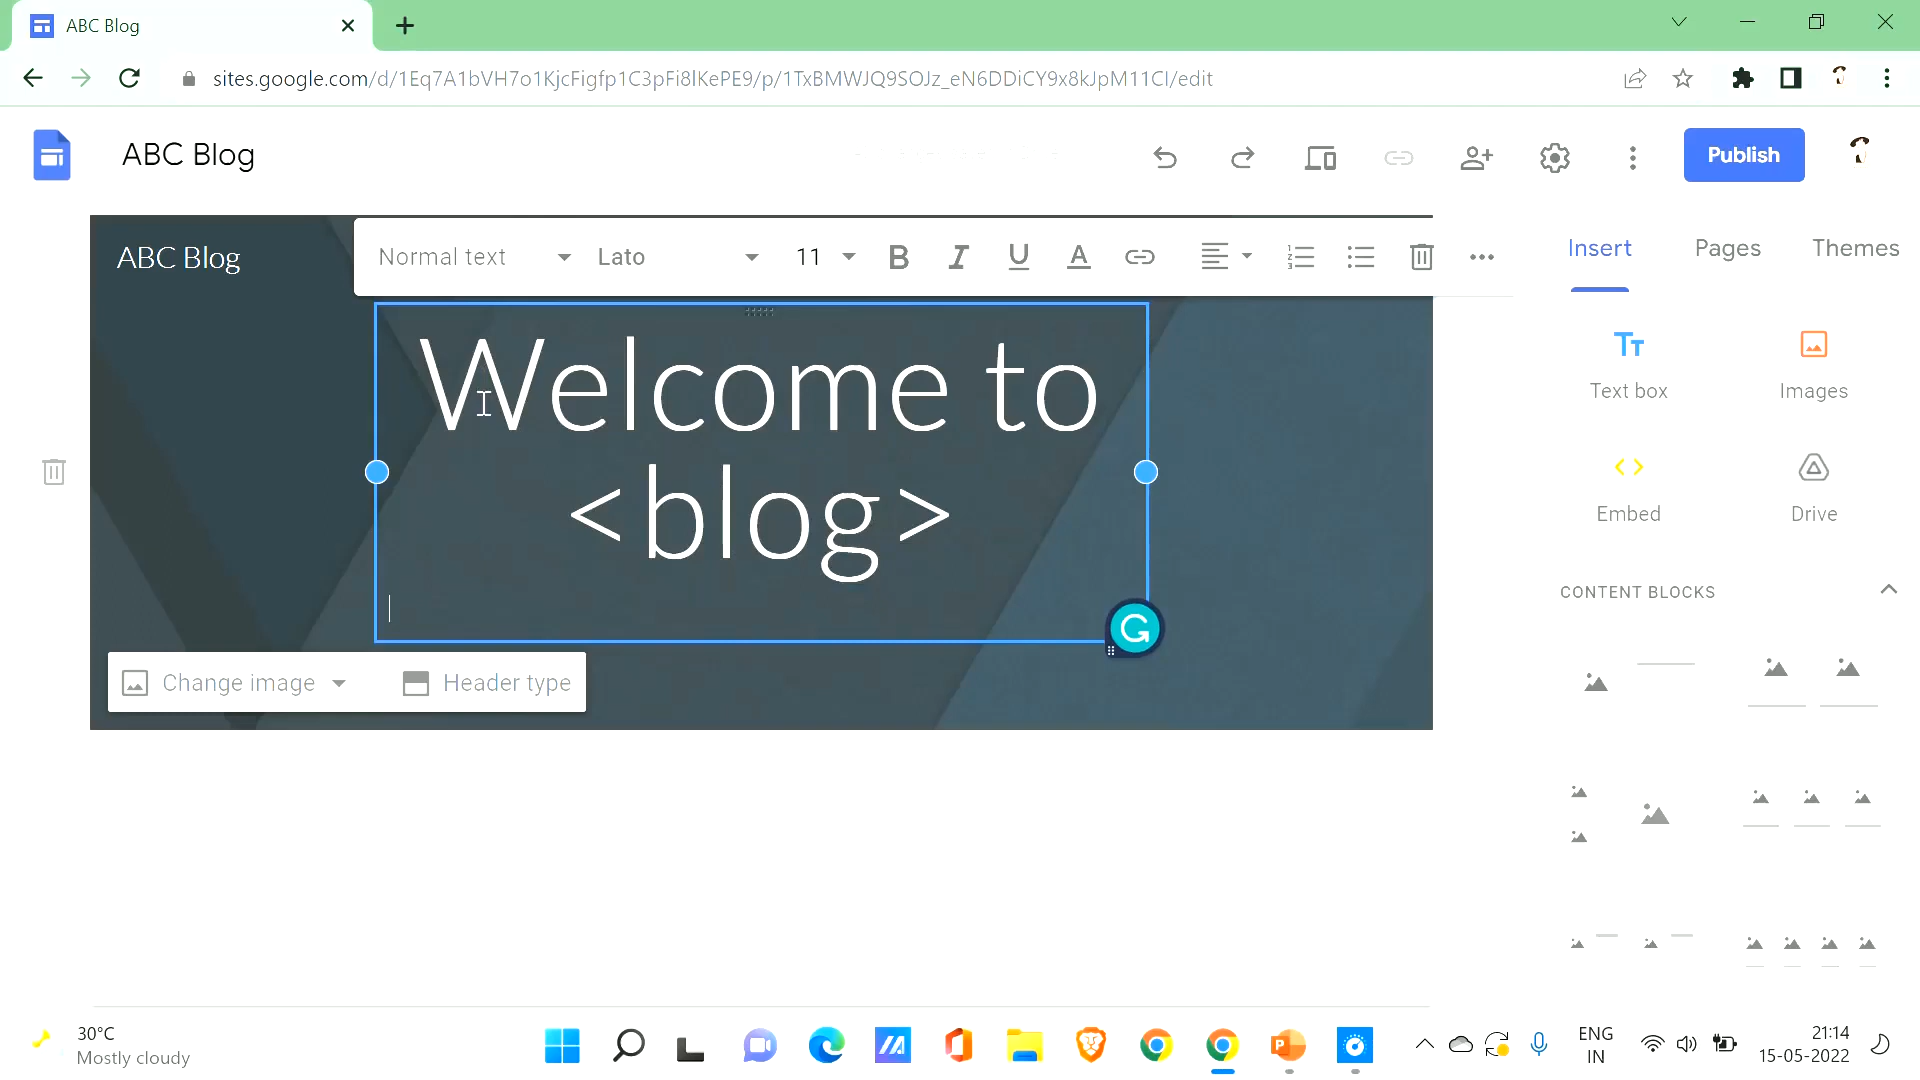 ABC Blog
sites.google.com/d/1Eq7A1bVH7o1KjcFigfp1C3pFi8lKePE9/p/1TxBMWJQ9SOJz_eN6DDiCY9x8kJpM11CI/edit
ABC Blog
Publish
ABC Blog
Normal text
Lato
11
B
I
U
A
Insert
Pages
Themes
Welcome to
<blog>
Text box
Images
Embed
Drive
CONTENT BLOCKS
Change image
Header type
30°C
Mostly cloudy
ENG
IN
21:14
15-05-2022